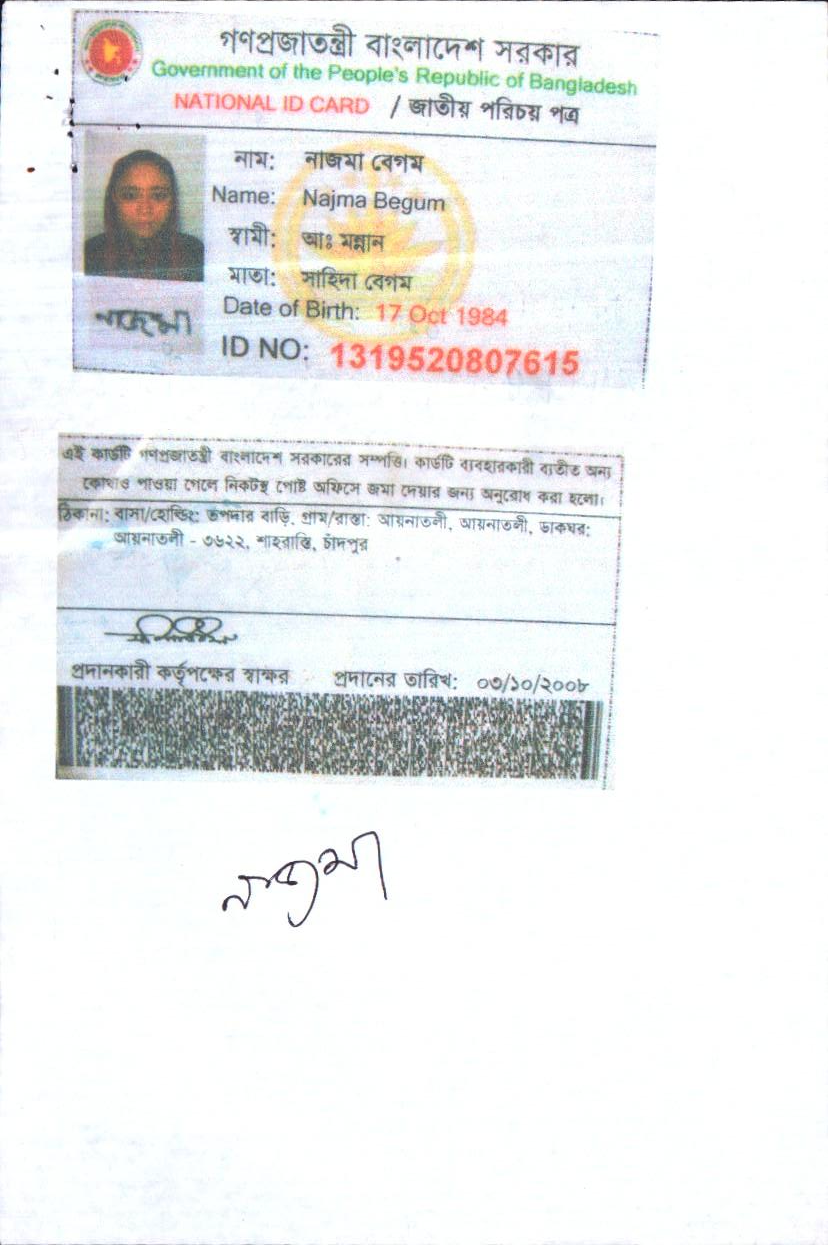 গণপ্রজাতন্ত্রী বাংলাদেশ সরকার
Government of the People's Republic of Bangladesh
NATIONAL ID CARD / জাতীয় পরিচয় পত্র
নাম: নাজমা বেগম
Name: Najma Begum
স্বামী: আঃ মন্নান
মাতা: সাহিদা বেগম
Date of Birth: 17 Oct 1984
নাজমা
ID NO: 1319520807615
এই কার্ডটি গণপ্রজাতন্ত্রী বাংলাদেশ সরকারের সম্পত্তি। কার্ডটি ব্যবহারকারী ব্যতীত অন্য
কোথাও পাওয়া গেলে নিকটস্থ পোষ্ট অফিসে জমা দেয়ার জন্য অনুরোধ করা হলো।
ঠিকানা: বাসা/হোল্ডিং: তপদার বাড়ি, গ্রাম/রাস্তা: আয়নাতলী, আয়নাতলী, ডাকঘর:
আয়নাতলী - ৩৬২২, শাহরাস্তি, চাঁদপুর
প্রদানকারী কর্তৃপক্ষের স্বাক্ষর প্রদানের তারিখ: ০৩/১০/২০০৮
নাজমা